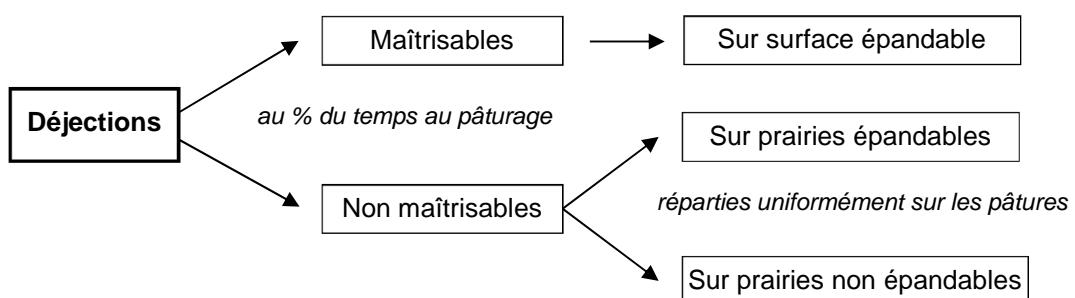 Maîtrisables
Sur surface épandable
Déjections
au % du temps au pâturage
Sur prairies épandables
Non maîtrisables
réparties uniformément sur les pâtures
Sur prairies non épandables